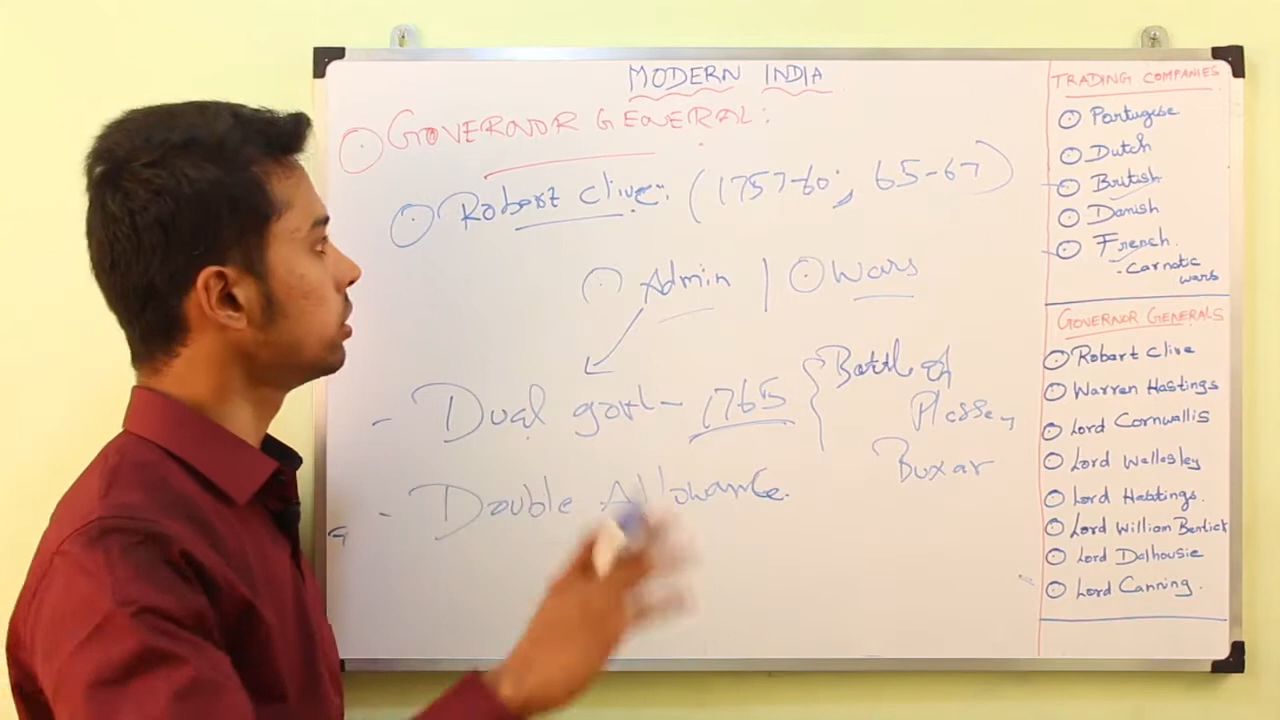 MODERN INDIA
GOVERNOR GENERAL:
Robert Clive: (1757-60; 65-67)
Admin | Wars
- Dual govt - 1765 { Battle of
Plassey
Buxar
- Double Allowance.
TRADING COMPANIES
Portugese
Dutch
British
Danish
French.
- Carnatic
wars
GOVERNOR GENERALS
Robert Clive
Warren Hastings
Lord Cornwallis
Lord Wellesley
Lord Hastings.
Lord William Bentick
Lord Dalhousie
Lord Canning.